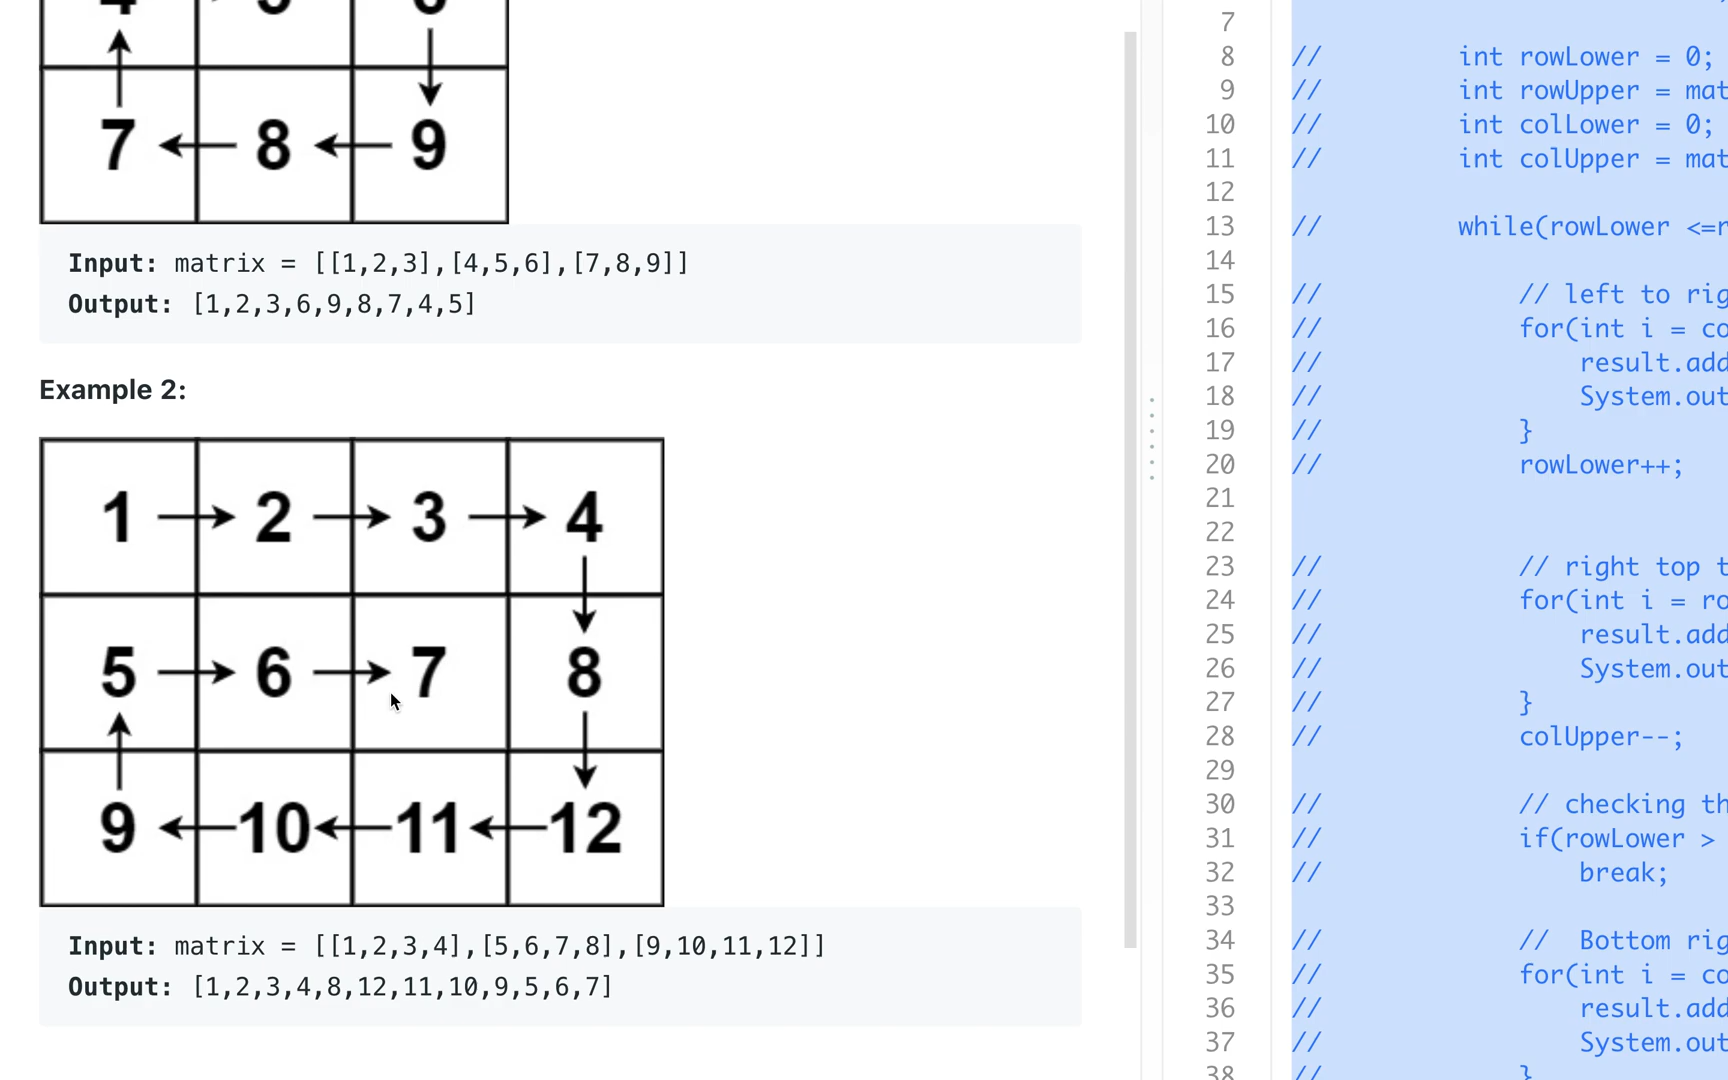 7 8 9
Input: matrix = [[1,2,3],[4,5,6],[7,8,9]]
Output: [1,2,3,6,9,8,7,4,5]
Example 2:
1 2 3 4
5 6 7 8
9 10 11 12
Input: matrix = [[1,2,3,4],[5,6,7,8],[9,10,11,12]]
Output: [1,2,3,4,8,12,11,10,9,5,6,7]
7
8 // int rowLower = 0;
9 // int rowUpper = mat
10 // int colLower = 0;
11 // int colUpper = mat
12
13 // while(rowLower <=r
14
15 // // left to rig
16 // for(int i = co
17 // result.add
18 // System.out
19 // }
20 // rowLower++;
21
22
23 // // right top t
24 // for(int i = ro
25 // result.add
26 // System.out
27 // }
28 // colUpper--;
29
30 // // checking th
31 // if(rowLower >
32 // break;
33
34 // // Bottom rig
35 // for(int i = co
36 // result.add
37 // System.out
38 // }